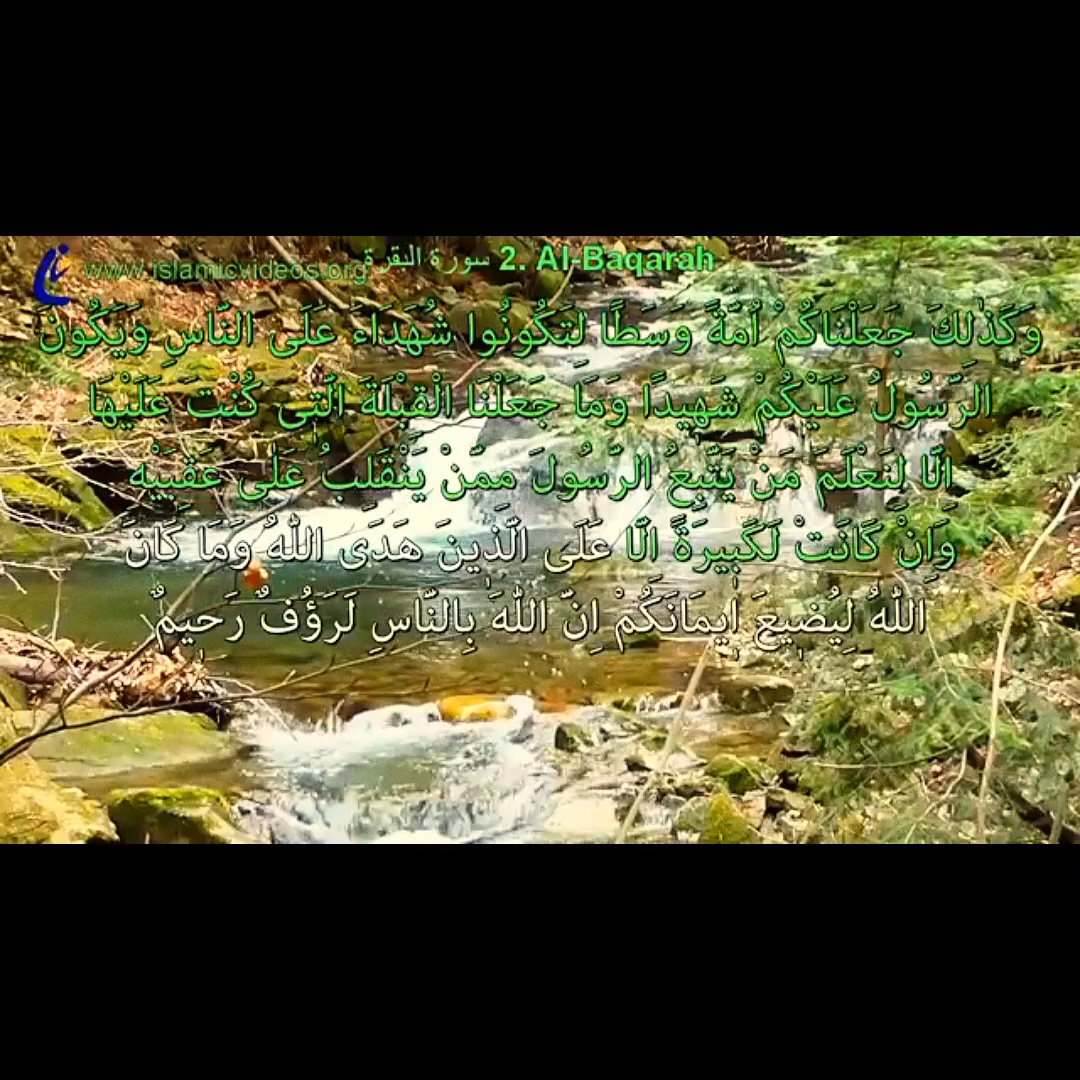 www.islamicvideos.org سورة البقرة 2. Al-Baqarah
وَكَذٰلِكَ جَعَلْنَاكُمْ اُمَّةً وَسَطًا لِتَكُونُوا شُهَدَاءَ عَلَى النَّاسِ وَيَكُونَ
الرَّسُولُ عَلَيْكُمْ شَهِيدًا وَمَا جَعَلْنَا الْقِبْلَةَ الَّتٖى كُنْتَ عَلَيْهَا
اِلَّا لِنَعْلَمَ مَنْ يَتَّبِعُ الرَّسُولَ مِمَّنْ يَنْقَلِبُ عَلٰى عَقِبَيْهِ
وَاِنْ كَانَتْ لَكَبٖيرَةً اِلَّا عَلَى الَّذٖينَ هَدَى اللّٰهُ وَمَا كَانَ
اللّٰهُ لِيُضٖيعَ اٖيمَانَكُمْ اِنَّ اللّٰهَ بِالنَّاسِ لَرَؤُفٌ رَحٖيمٌ